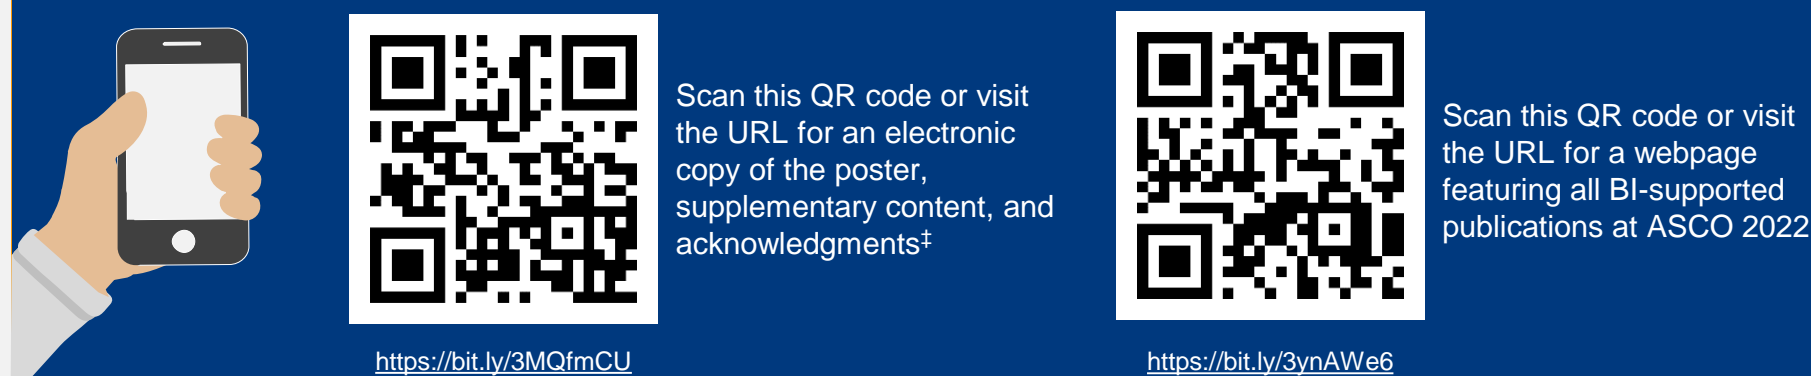 Scan this QR code or visit
the URL for an electronic
copy of the poster,
supplementary content, and
acknowledgments‡
https://bit.ly/3MQfmCU
Scan this QR code or visit
the URL for a webpage
featuring all BI-supported
publications at ASCO 2022
https://bit.ly/3ynAWe6